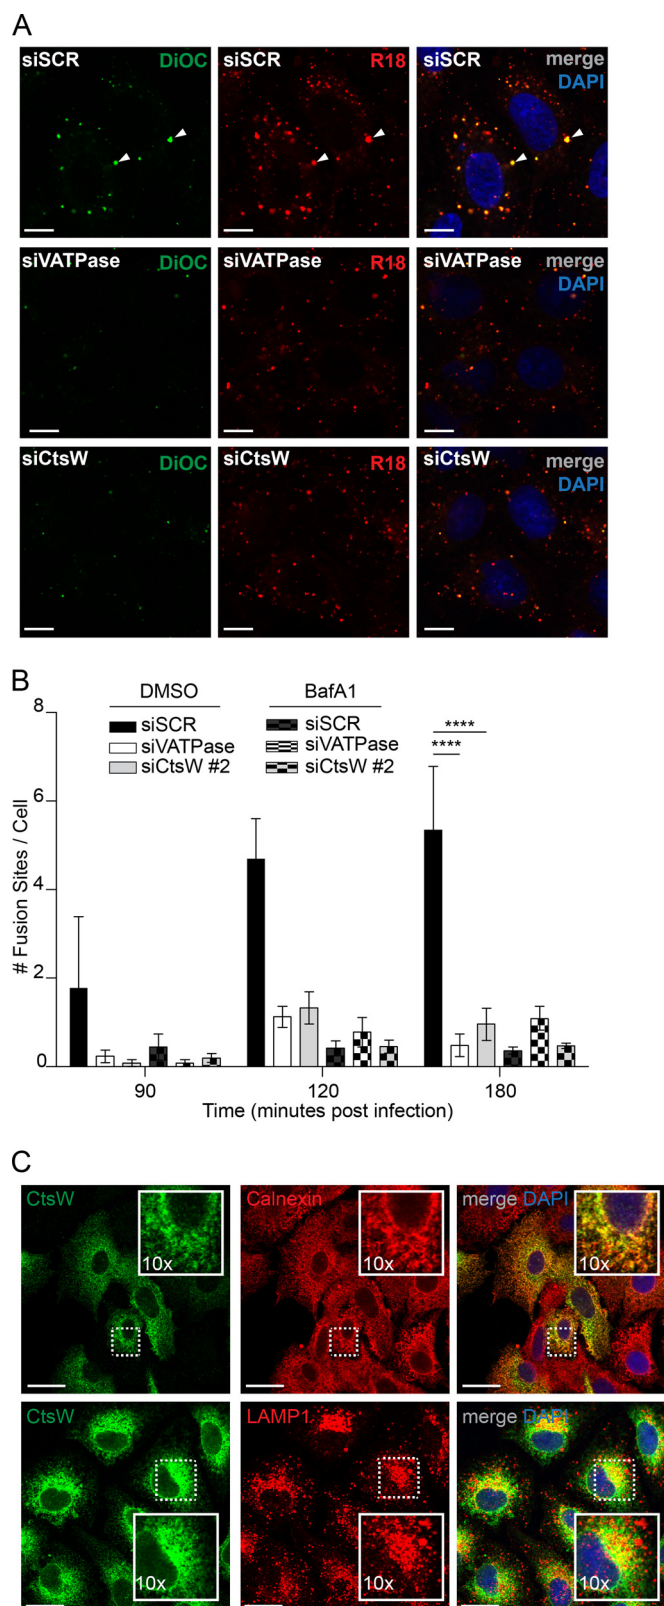 A
siSCR DiOC siSCR R18 siSCR merge
DAPI
siVATPase DiOC siVATPase R18 siVATPase merge
DAPI
siCtsW DiOC siCtsW R18 siCtsW merge
DAPI
B
DMSO BafA1
8
siSCR siSCR
siVATPase siVATPase
siCtsW #2 siCtsW #2
****
****
6
4
2
0
# Fusion Sites / Cell
90 120 180
Time (minutes post infection)
C
CtsW Calnexin merge DAPI
10x 10x 10x
CtsW LAMP1 merge DAPI
10x 10x 10x